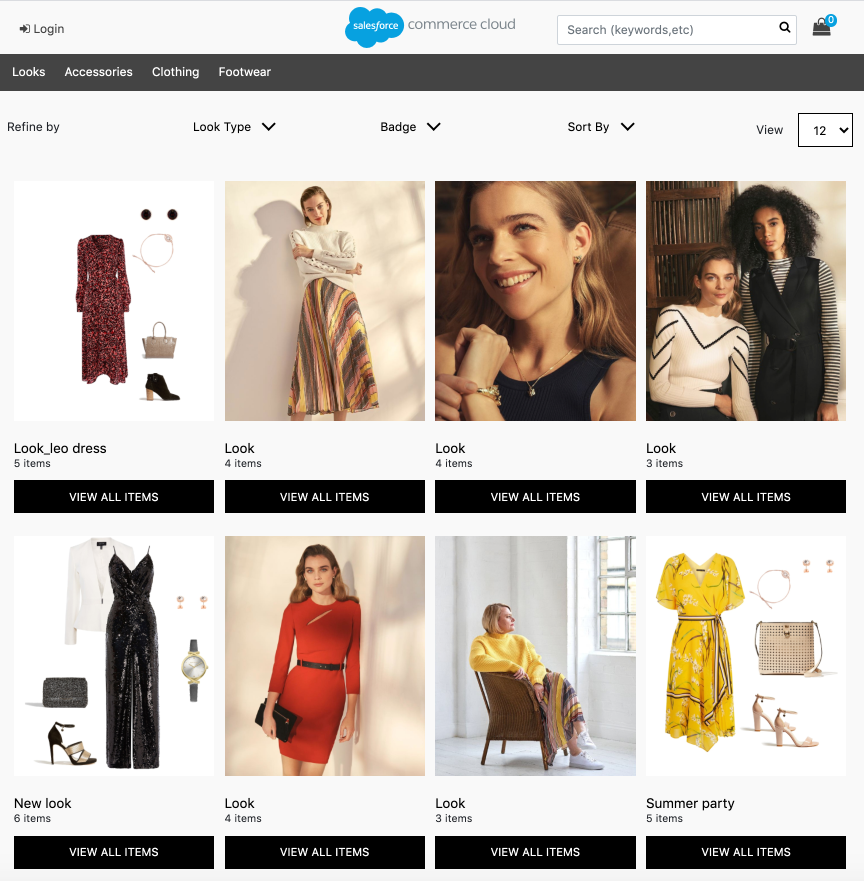 Login
salesforce commerce cloud
Search (keywords,etc)
0
Looks Accessories Clothing Footwear
Refine by Look Type Badge Sort By View 12
Look_leo dress
5 items
VIEW ALL ITEMS
Look
4 items
VIEW ALL ITEMS
Look
4 items
VIEW ALL ITEMS
Look
3 items
VIEW ALL ITEMS
New look
6 items
VIEW ALL ITEMS
Look
4 items
VIEW ALL ITEMS
Look
3 items
VIEW ALL ITEMS
Summer party
5 items
VIEW ALL ITEMS